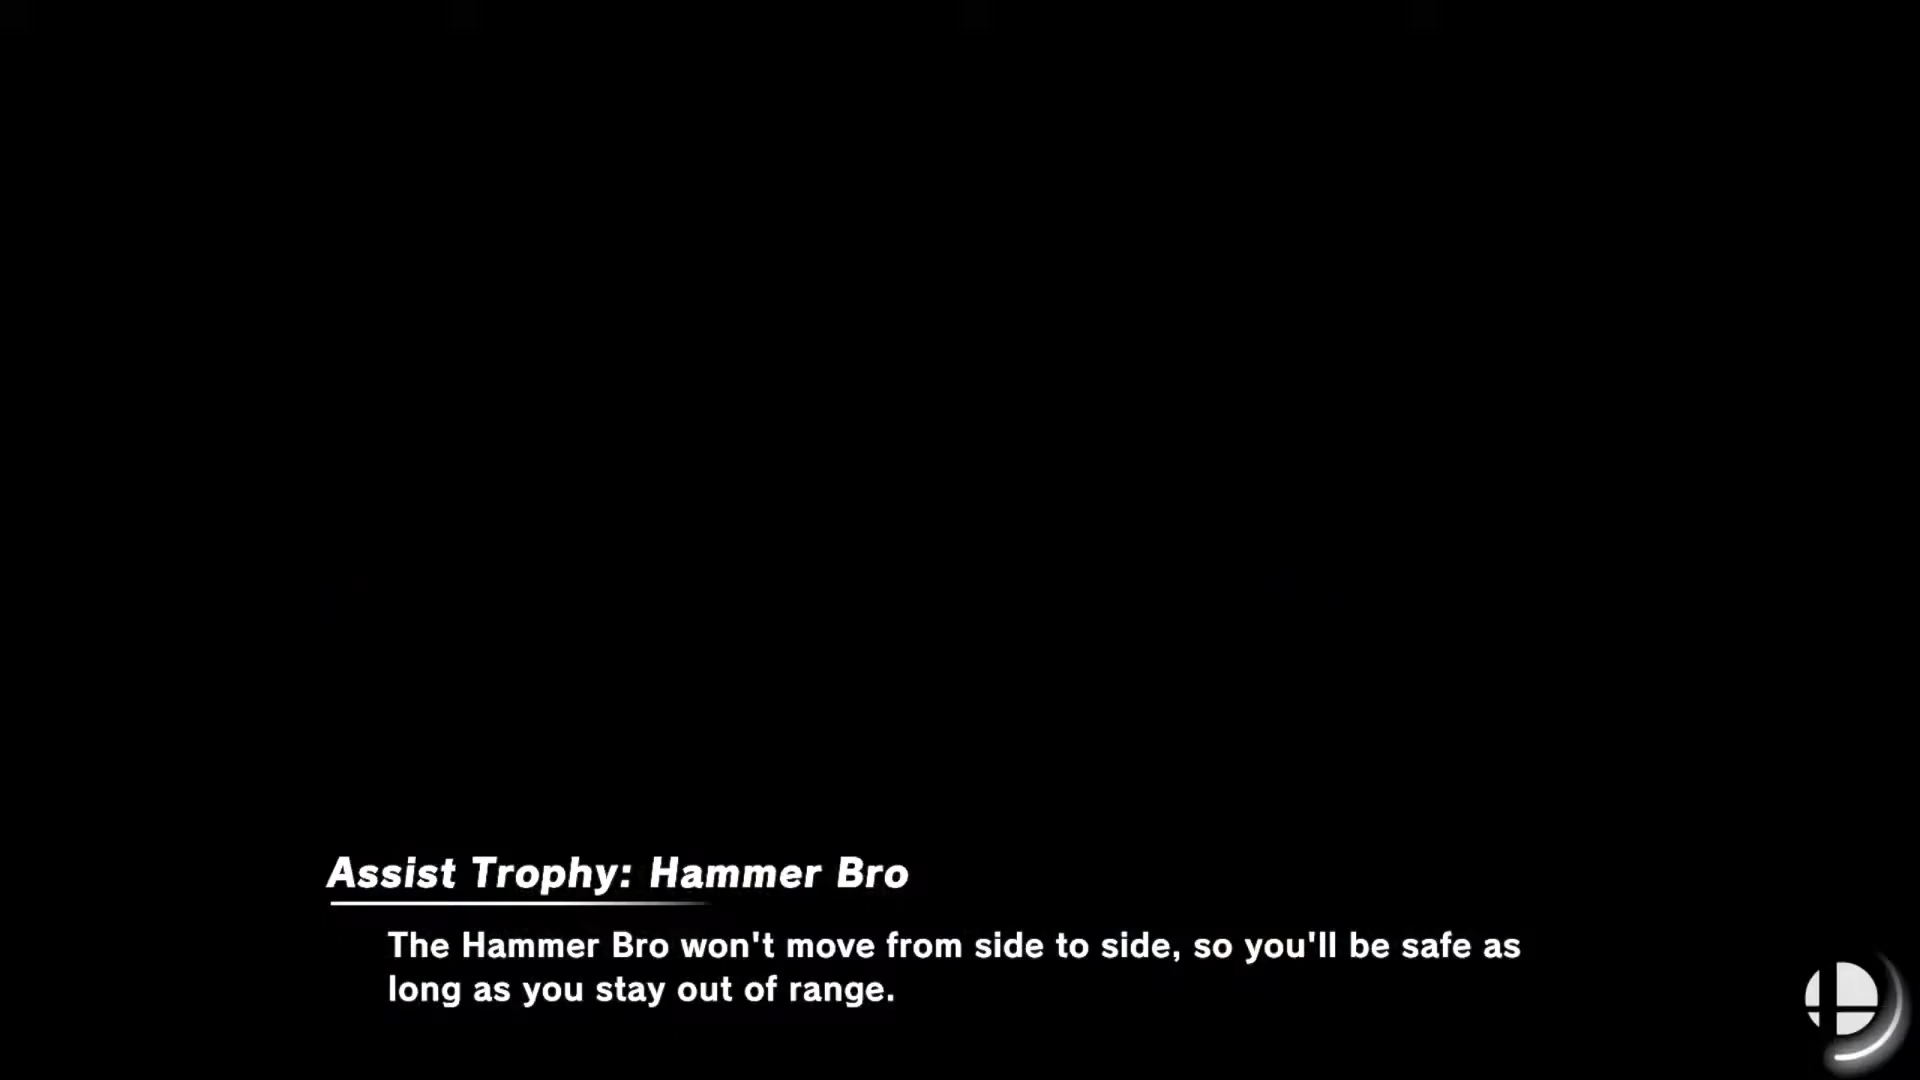 Assist Trophy: Hammer Bro
The Hammer Bro won't move from side to side, so you'll be safe as
long as you stay out of range.